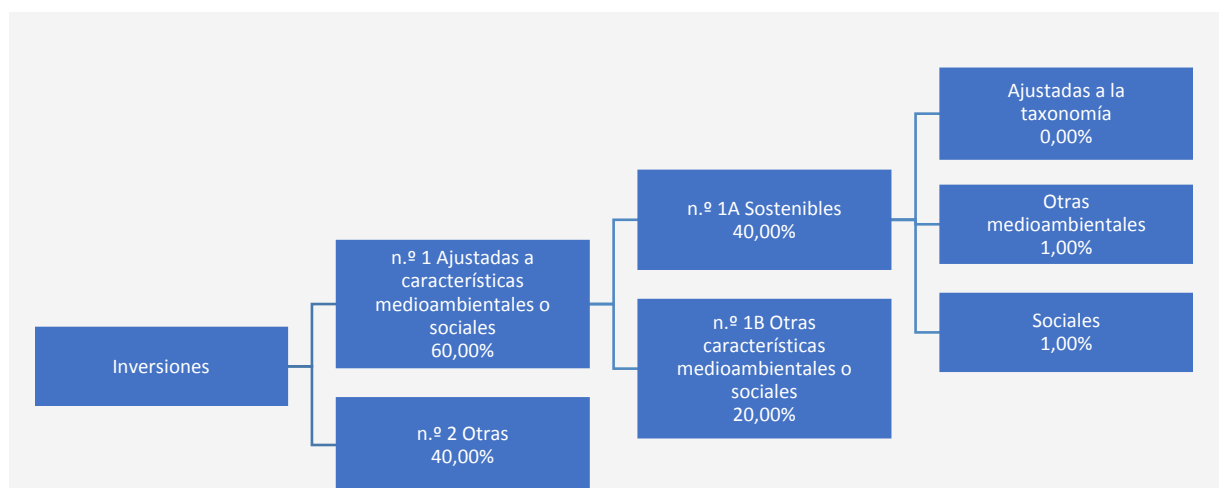 Inversiones
n.º 1 Ajustadas a
características
medioambientales o
sociales
60,00%
n.º 2 Otras
40,00%
n.º 1A Sostenibles
40,00%
n.º 1B Otras
características
medioambientales o
sociales
20,00%
Ajustadas a la
taxonomía
0,00%
Otras
medioambientales
1,00%
Sociales
1,00%